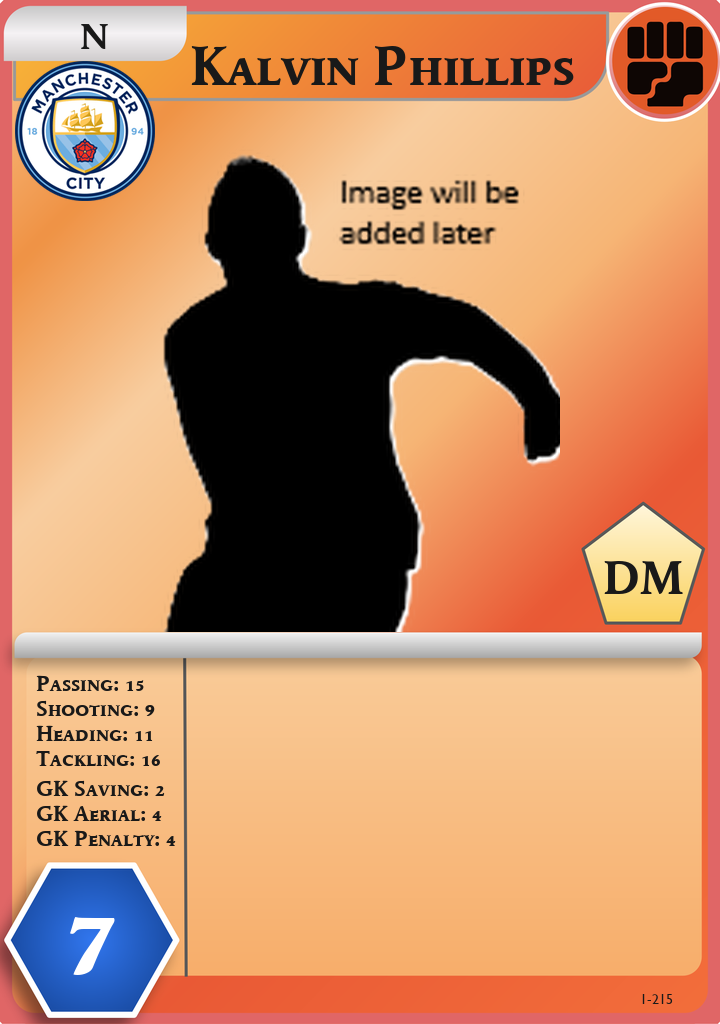 N
Kalvin Phillips
MANCHESTER
18 94
CITY
Image will be
added later
DM
Passing: 15
Shooting: 9
Heading: 11
Tackling: 16
GK Saving: 2
GK Aerial: 4
GK Penalty: 4
7
1-215